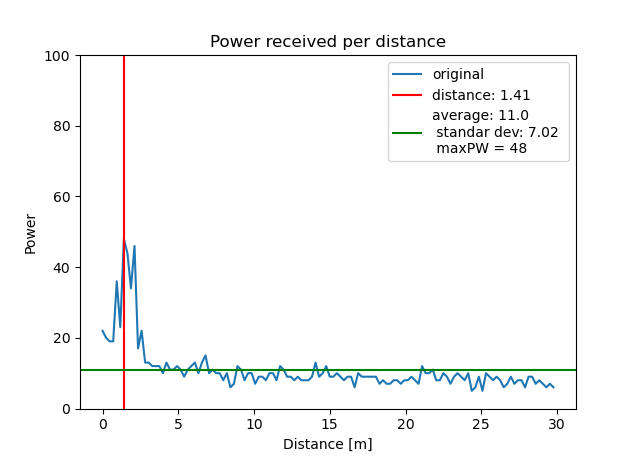 Power received per distance
100
80
60
40
20
0
Power
original
distance: 1.41
average: 11.0
standar dev: 7.02
maxPW = 48
0 5 10 15 20 25 30
Distance [m]